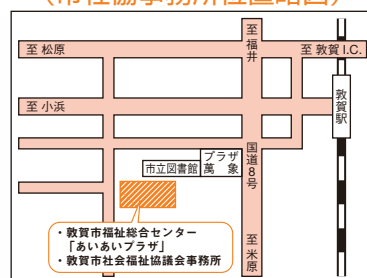 （市社協事務所位置略図）
至福井
至 松原
至 敦賀 I.C.
至 小浜
敦賀駅
国道8号
プラザ萬象
市立図書館
・敦賀市福祉総合センター
「あいあいプラザ」
・敦賀市社会福祉協議会事務所
至米原